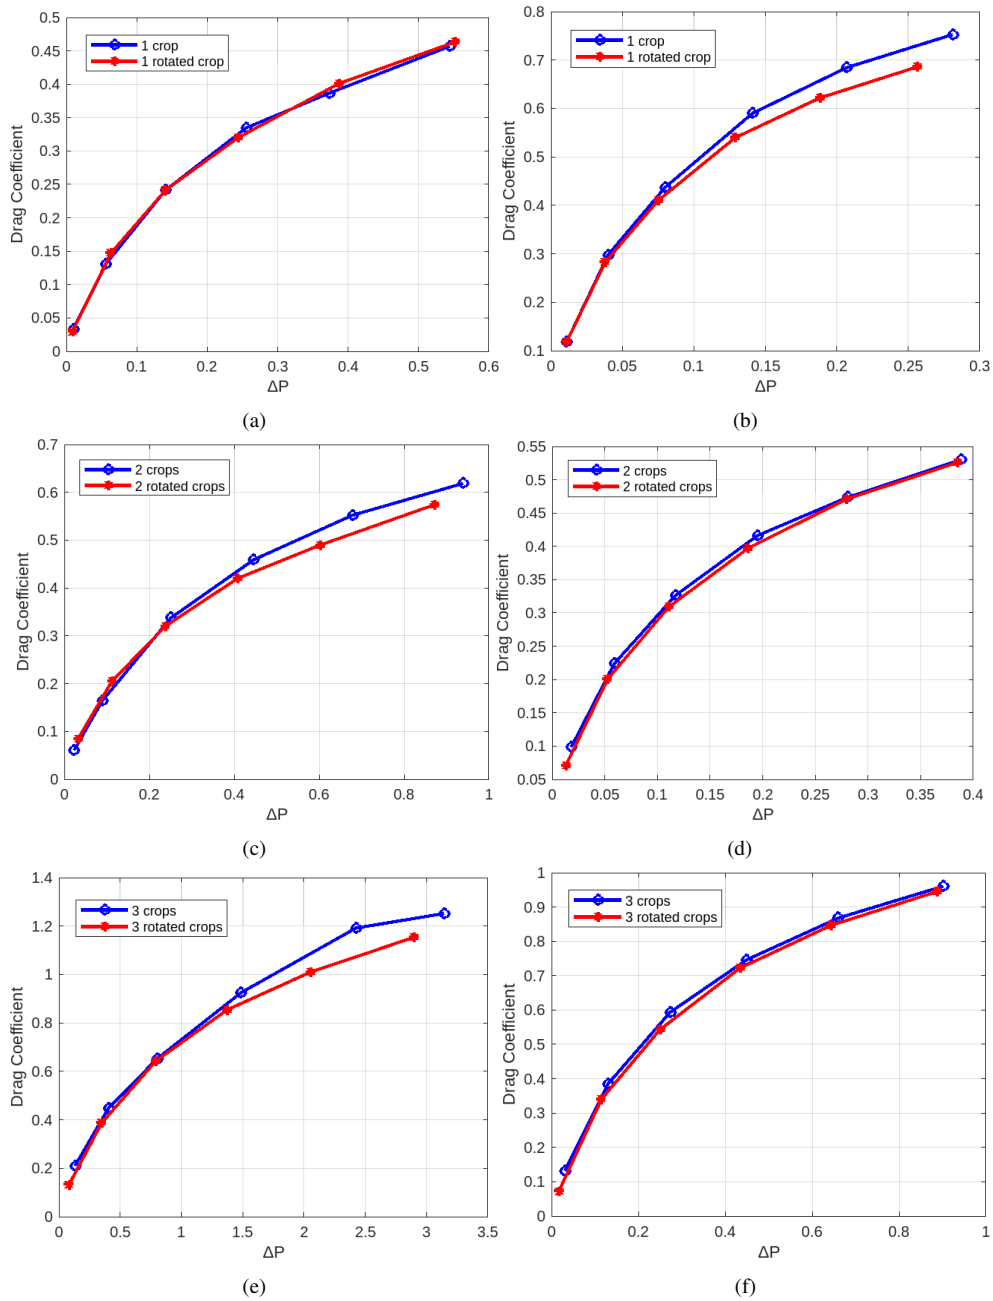 0.5
0.45
0.4
0.35
0.3
0.25
0.2
0.15
0.1
0.05
0
Drag Coefficient
1 crop
1 rotated crop
0 0.1 0.2 0.3 0.4 0.5 0.6
ΔP
(a)
0.8
0.7
0.6
0.5
0.4
0.3
0.2
0.1
Drag Coefficient
1 crop
1 rotated crop
0 0.05 0.1 0.15 0.2 0.25 0.3
ΔP
(b)
0.7
0.6
0.5
0.4
0.3
0.2
0.1
0
Drag Coefficient
2 crops
2 rotated crops
0 0.2 0.4 0.6 0.8 1
ΔP
(c)
0.55
0.5
0.45
0.4
0.35
0.3
0.25
0.2
0.15
0.1
0.05
Drag Coefficient
2 crops
2 rotated crops
0 0.05 0.1 0.15 0.2 0.25 0.3 0.35 0.4
ΔP
(d)
1.4
1.2
1
0.8
0.6
0.4
0.2
0
Drag Coefficient
3 crops
3 rotated crops
0 0.5 1 1.5 2 2.5 3 3.5
ΔP
(e)
1
0.9
0.8
0.7
0.6
0.5
0.4
0.3
0.2
0.1
0
Drag Coefficient
3 crops
3 rotated crops
0 0.2 0.4 0.6 0.8 1
ΔP
(f)